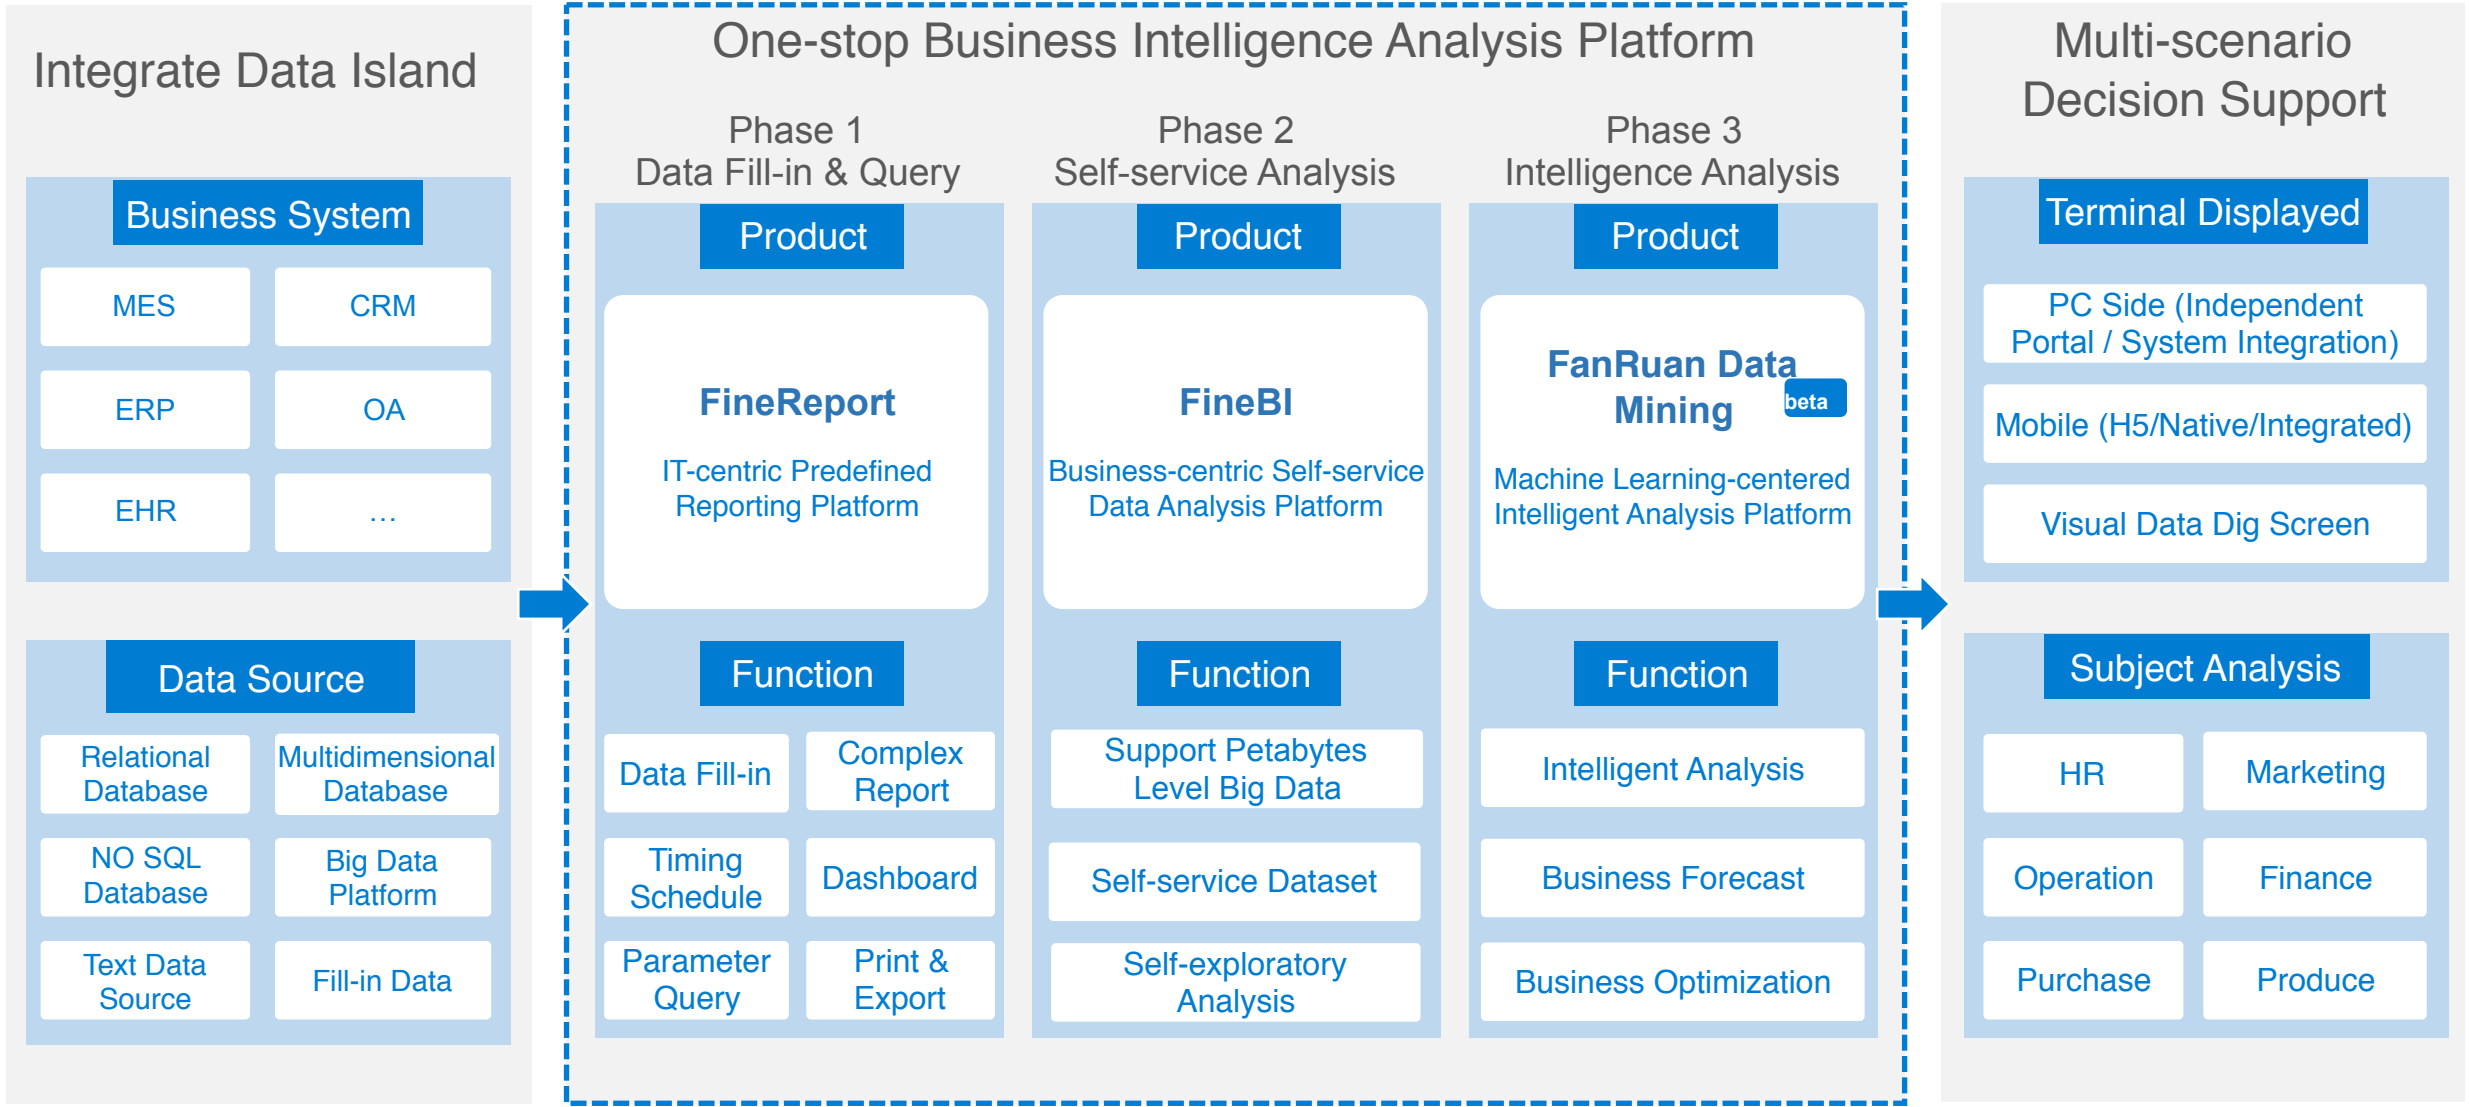 Integrate Data Island
Business System
MES
CRM
ERP
OA
EHR
...
Data Source
Relational
Database
Multidimensional
Database
NO SQL
Database
Big Data
Platform
Text Data
Source
Fill-in Data
One-stop Business Intelligence Analysis Platform
Phase 1
Data Fill-in & Query
Product
FineReport
IT-centric Predefined
Reporting Platform
Function
Data Fill-in
Complex
Report
Timing
Schedule
Dashboard
Parameter
Query
Print &
Export
Phase 2
Self-service Analysis
Product
FineBI
Business-centric Self-service
Data Analysis Platform
Function
Support Petabytes
Level Big Data
Self-service Dataset
Self-exploratory
Analysis
Phase 3
Intelligence Analysis
Product
FanRuan Data
Mining
beta
Machine Learning-centered
Intelligent Analysis Platform
Function
Intelligent Analysis
Business Forecast
Business Optimization
Multi-scenario
Decision Support
Terminal Displayed
PC Side (Independent
Portal / System Integration)
Mobile (H5/Native/Integrated)
Visual Data Dig Screen
Subject Analysis
HR
Marketing
Operation
Finance
Purchase
Produce